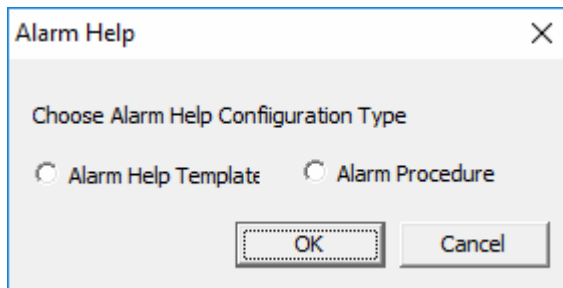 Alarm Help
Choose Alarm Help Configuration Type
Alarm Help Template Alarm Procedure
OK Cancel